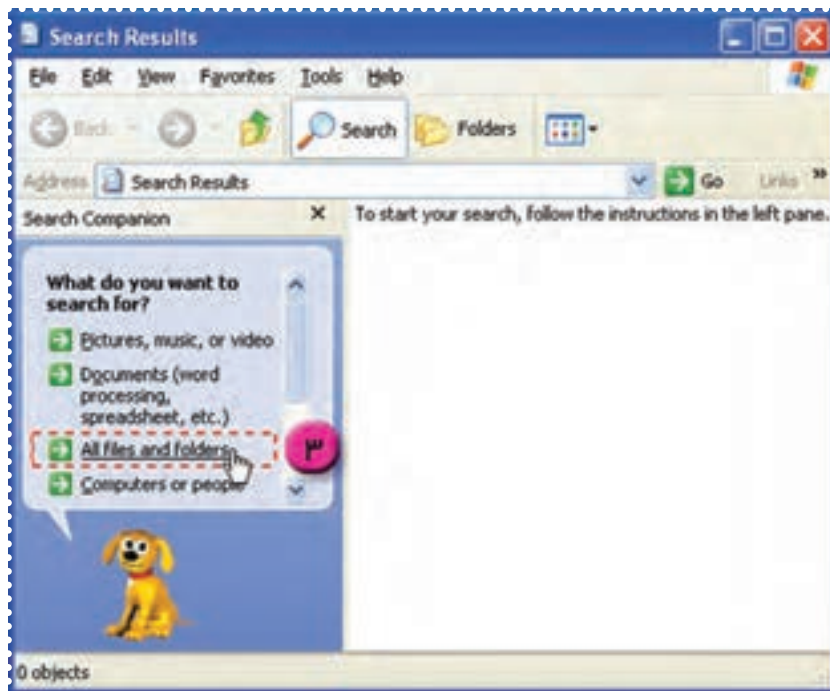 Search Results
File Edit View Favorites Tools Help
Back Search Folders
Address Search Results Go Links »
Search Companion
To start your search, follow the instructions in the left pane.
What do you want to
search for?
Pictures, music, or video
Documents (word
processing,
spreadsheet, etc.)
All files and folders
۳
Computers or people
0 objects